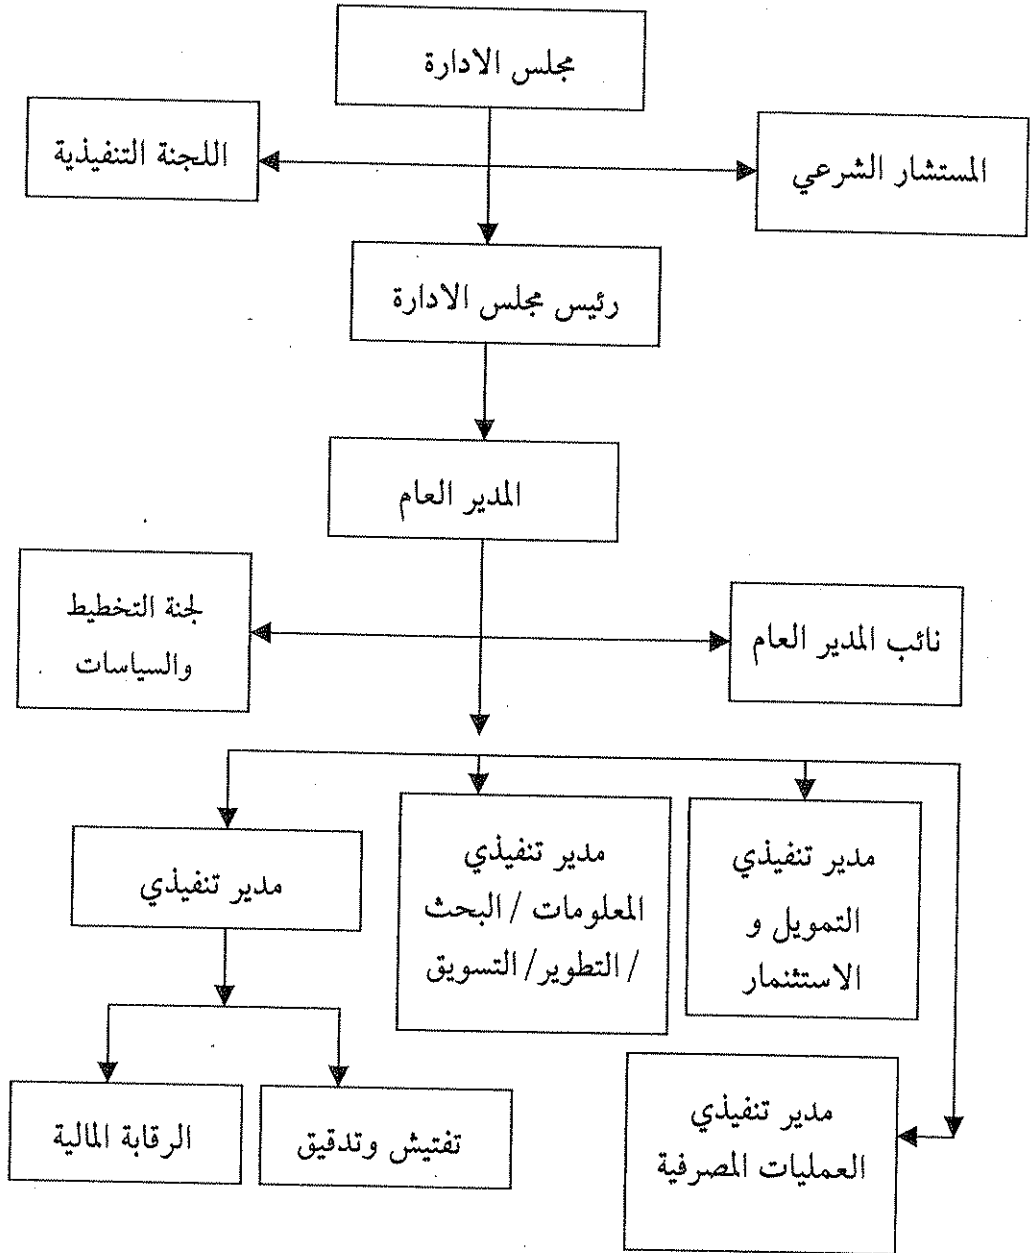 مجلس الادارة
المستشار الشرعي
اللجنة التنفيذية
رئيس مجلس الادارة
المدير العام
نائب المدير العام
لجنة التخطيط
والسياسات
مدير تنفيذي
التمويل و
الاستثنمار
مدير تنفيذي
المعلومات / البحث
/ التطوير/ التسويق
مدير تنفيذي
مدير تنفيذي
العمليات المصرفية
تفتيش وتدقيق
الرقابة المالية